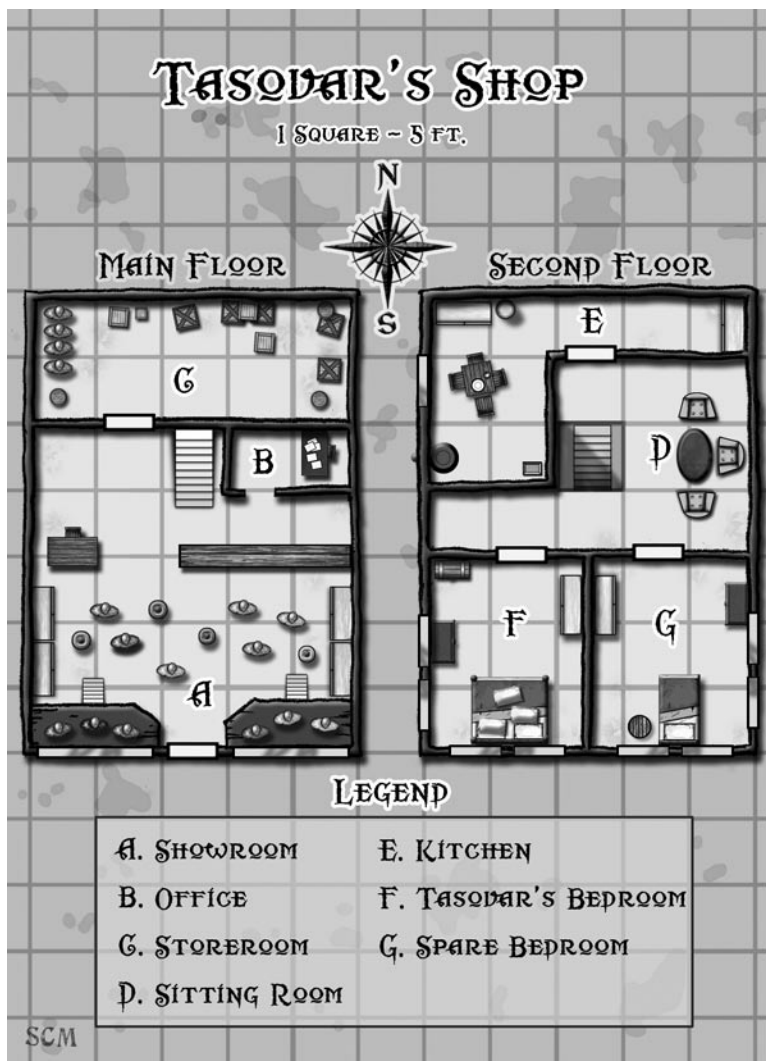 Tasovar's Shop
1 Square ~ 5 ft.
N
S
Main Floor
Second Floor
C
B
A
E
D
F
G
Legend
A. Showroom
B. Office
C. Storeroom
D. Sitting Room
E. Kitchen
F. Tasovar's Bedroom
G. Spare Bedroom
SCM